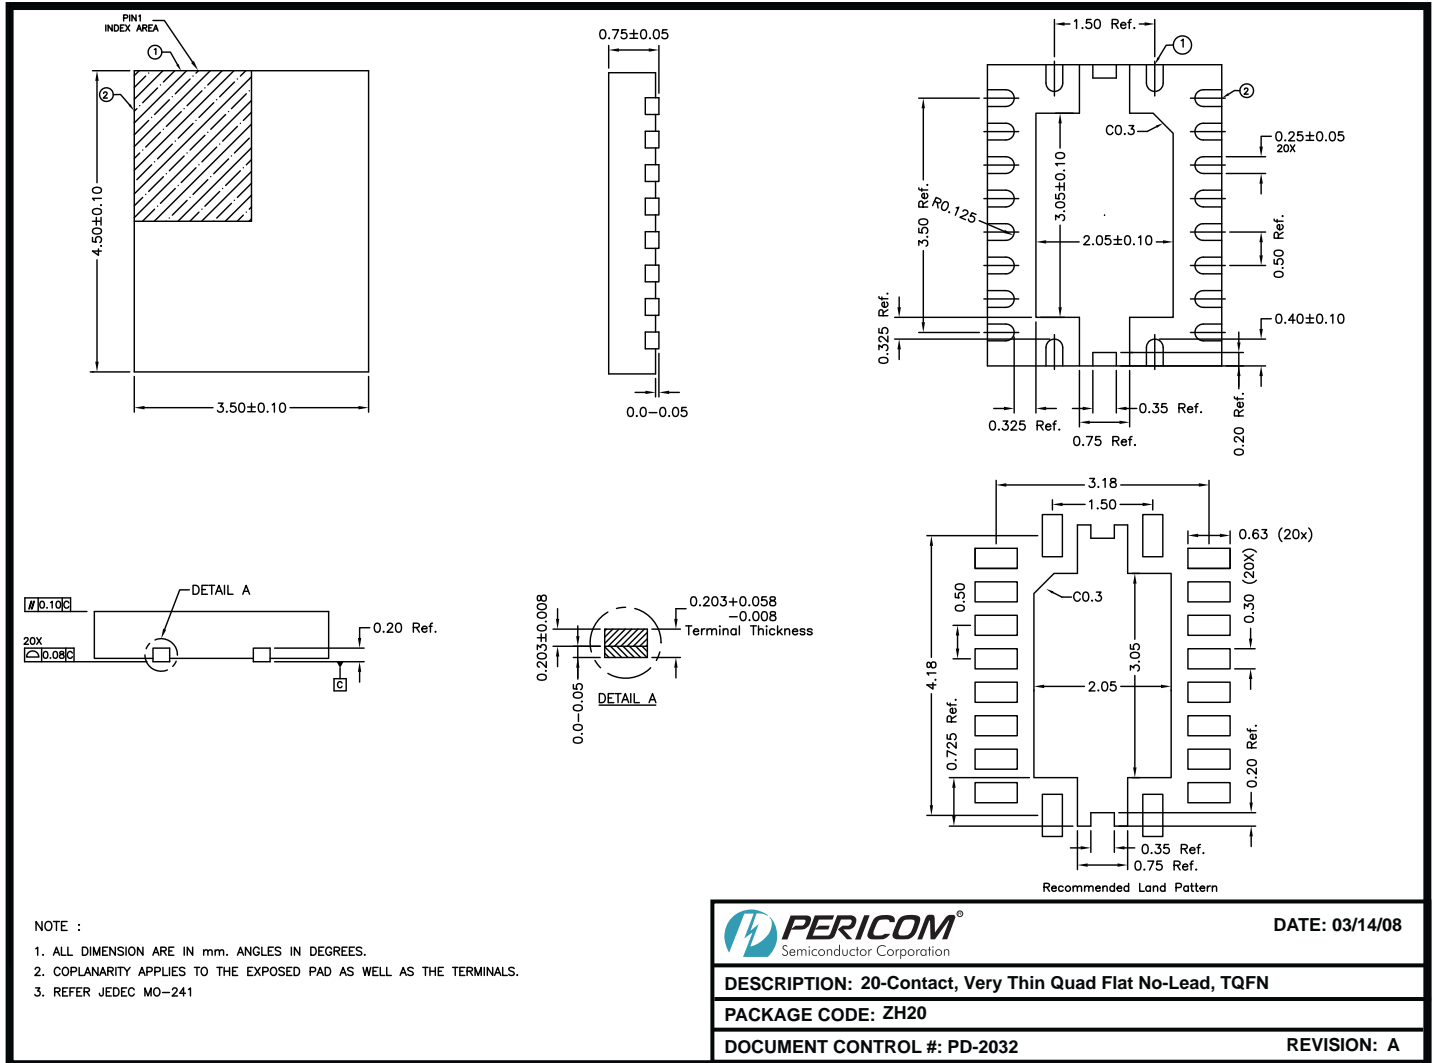 PIN1
INDEX AREA
1
2
4.50±0.10
3.50±0.10
0.75±0.05
0.0−0.05
1.50 Ref.
1
2
C0.3
0.25±0.05
20X
3.50 Ref.
R0.125
3.05±0.10
2.05±0.10
0.50 Ref.
0.325 Ref.
0.40±0.10
0.35 Ref.
0.325 Ref.
0.75 Ref.
0.20 Ref.
// 0.10 C
20X
0.08 C
DETAIL A
0.20 Ref.
C
0.203±0.008
0.0−0.05
0.203+0.058
−0.008
Terminal Thickness
DETAIL A
3.18
1.50
0.63 (20x)
0.50
C0.3
0.30 (20X)
4.18
3.05
2.05
0.725 Ref.
0.20 Ref.
0.35 Ref.
0.75 Ref.
Recommended Land Pattern
NOTE :
1. ALL DIMENSION ARE IN mm. ANGLES IN DEGREES.
2. COPLANARITY APPLIES TO THE EXPOSED PAD AS WELL AS THE TERMINALS.
3. REFER JEDEC MO−241
PERICOM®
Semiconductor Corporation
DATE: 03/14/08
DESCRIPTION: 20-Contact, Very Thin Quad Flat No-Lead, TQFN
PACKAGE CODE: ZH20
DOCUMENT CONTROL #: PD-2032
REVISION: A